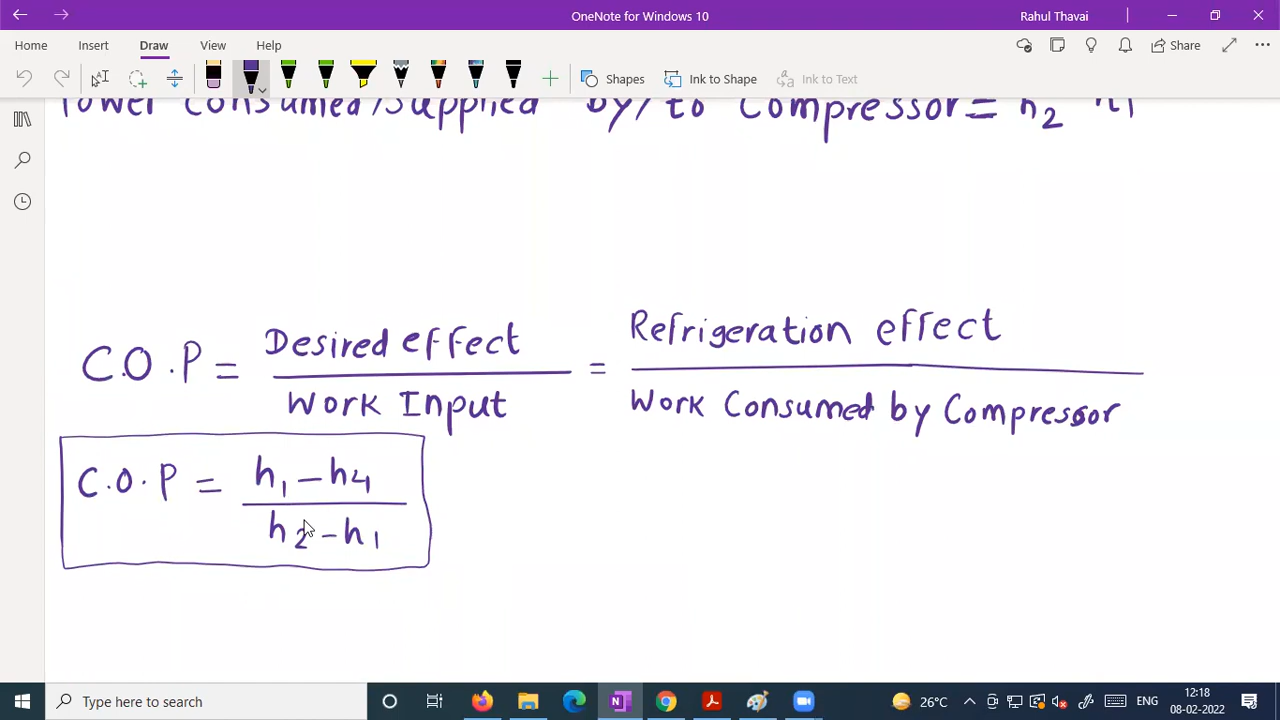 OneNote for Windows 10
Rahul Thavai
Home Insert Draw View Help
Share
Shapes Ink to Shape Ink to Text
Power Consumed/Supplied by/to Compressor = h2 h1
C.O.P = Desired effect / Work Input = Refrigeration effect / Work Consumed by Compressor
C.O.P = h1 - h4 / h2 - h1
Type here to search
26°C
ENG
12:18
08-02-2022